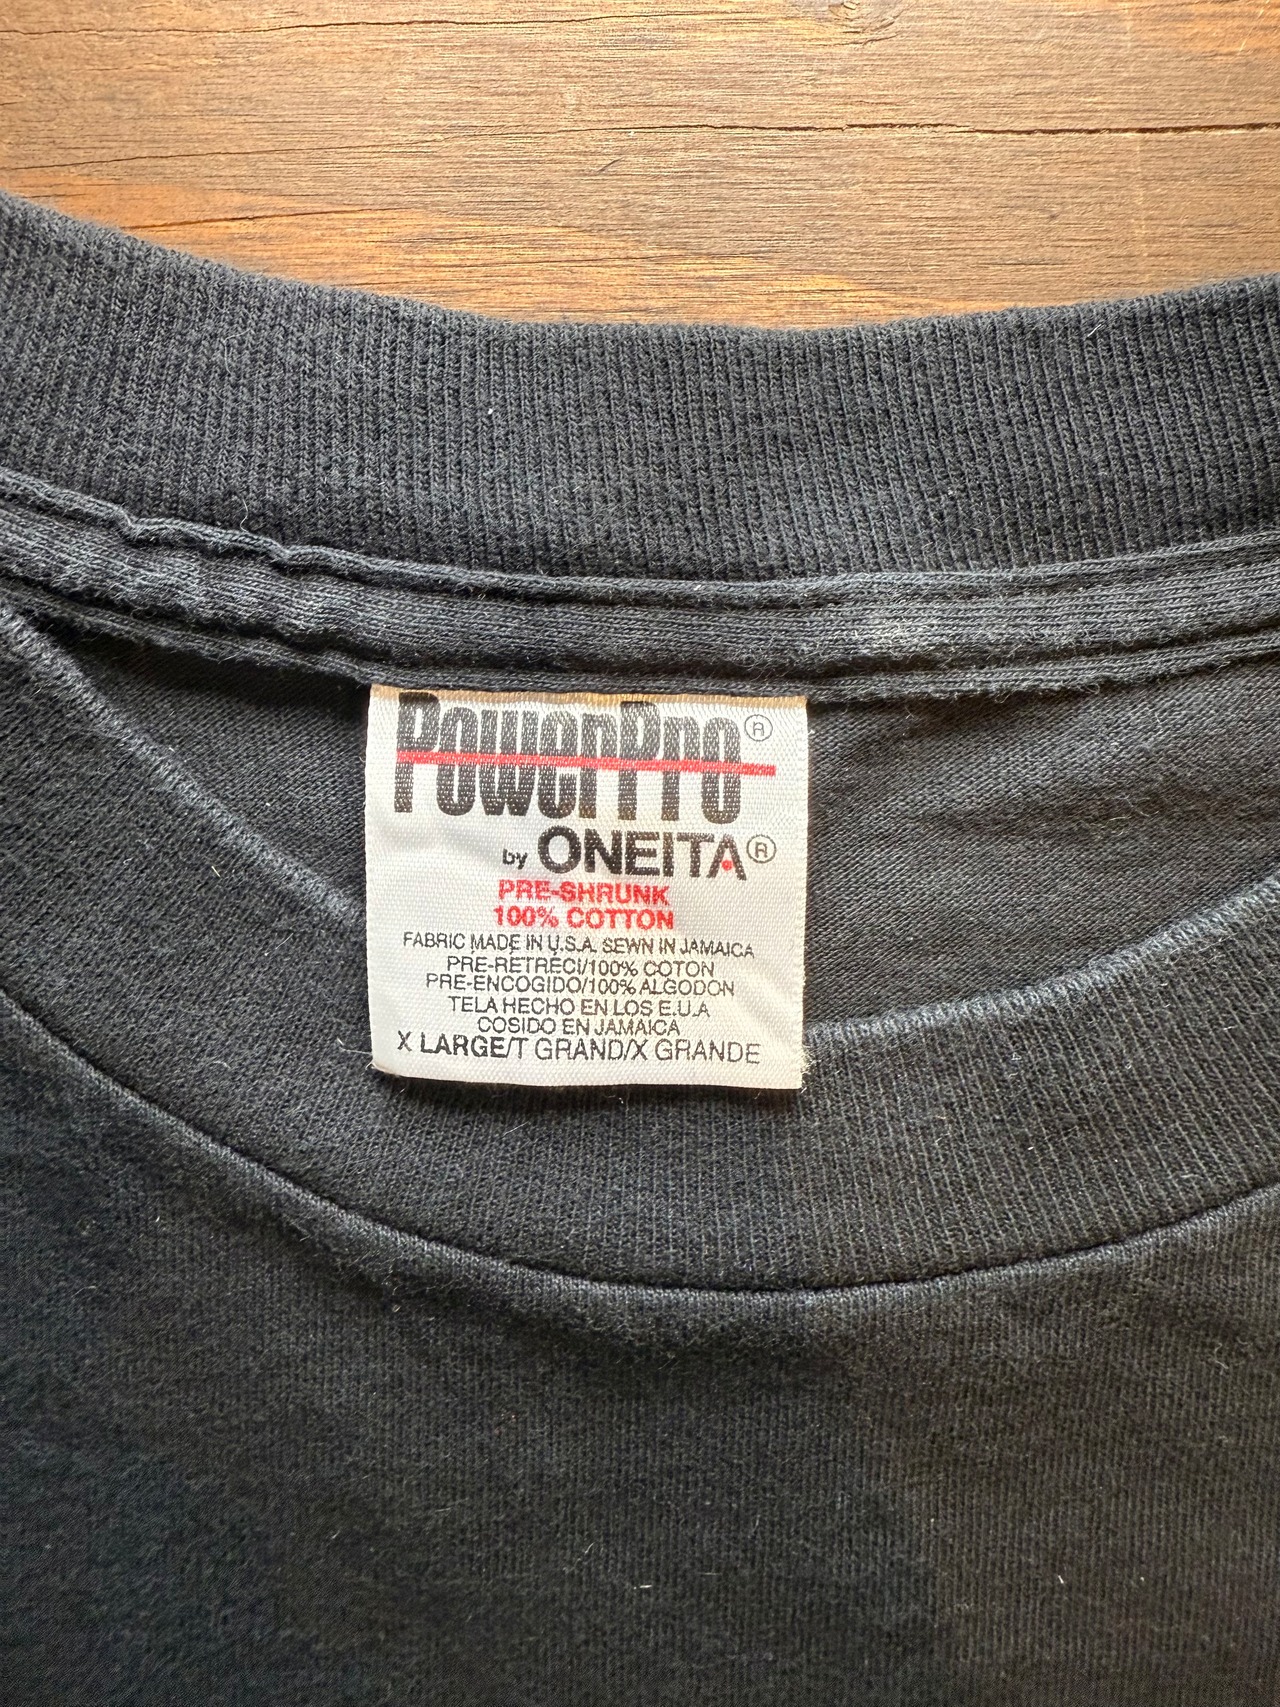 PowerPro®
by ONEITA®
PRE-SHRUNK
100% COTTON
FABRIC MADE IN U.S.A. SEWN IN JAMAICA
PRE-RETRECI/100% COTON
PRE-ENCOGIDO/100% ALGODON
TELA HECHO EN LOS E.U.A
COSIDO EN JAMAICA
X LARGE/T GRAND/X GRANDE